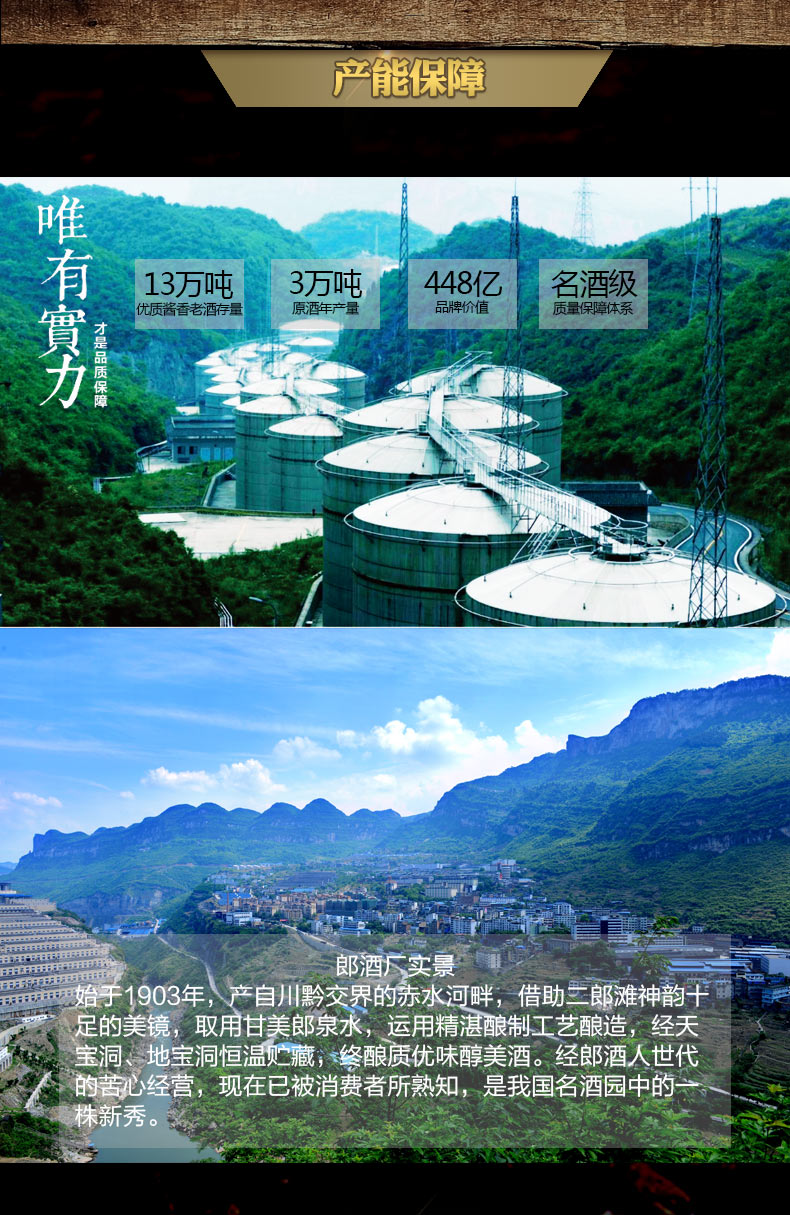 产能保障
唯有實力
才是品质保障
13万吨
优质酱香老酒存量
3万吨
原酒年产量
448亿
品牌价值
名酒级
质量保障体系
郎酒厂实景
始于1903年，产自川黔交界的赤水河畔，借助二郎滩神韵十
足的美镜，取用甘美郎泉水，运用精湛酿制工艺酿造，经天
宝洞、地宝洞恒温贮藏，终酿质优味醇美酒。经郎酒人世代
的苦心经营，现在已被消费者所熟知，是我国名酒园中的一
株新秀。